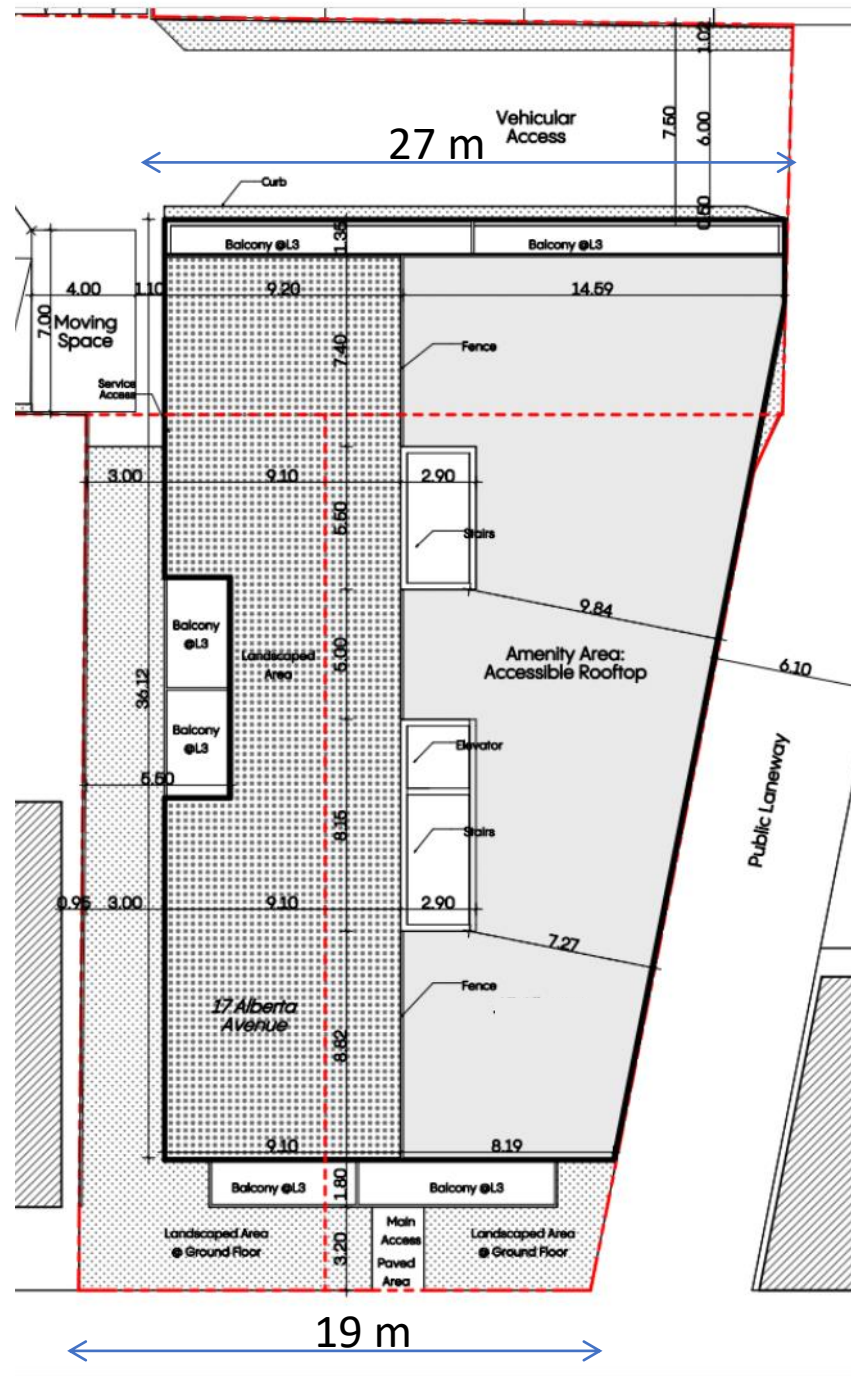 1.02
Vehicular
Access
7.50
6.00
27 m
Curb
0.50
1.35
Balcony @L3
Balcony @L3
4.00
1.10
9.20
14.59
7.00
Moving
Space
7.40
Fence
Service
Access
3.00
9.10
2.90
5.50
Stairs
9.84
Balcony
@L3
Landscaped
Area
5.00
Amenity Area:
Accessible Rooftop
6.10
36.12
Balcony
@L3
Elevator
5.50
8.15
Stairs
Public Laneway
0.95
3.00
9.10
2.90
7.27
Fence
17 Alberta
Avenue
8.82
9.10
8.19
Balcony @L3
1.80
Balcony @L3
Landscaped Area
@ Ground Floor
3.20
Main
Access
Paved
Area
Landscaped Area
@ Ground Floor
19 m